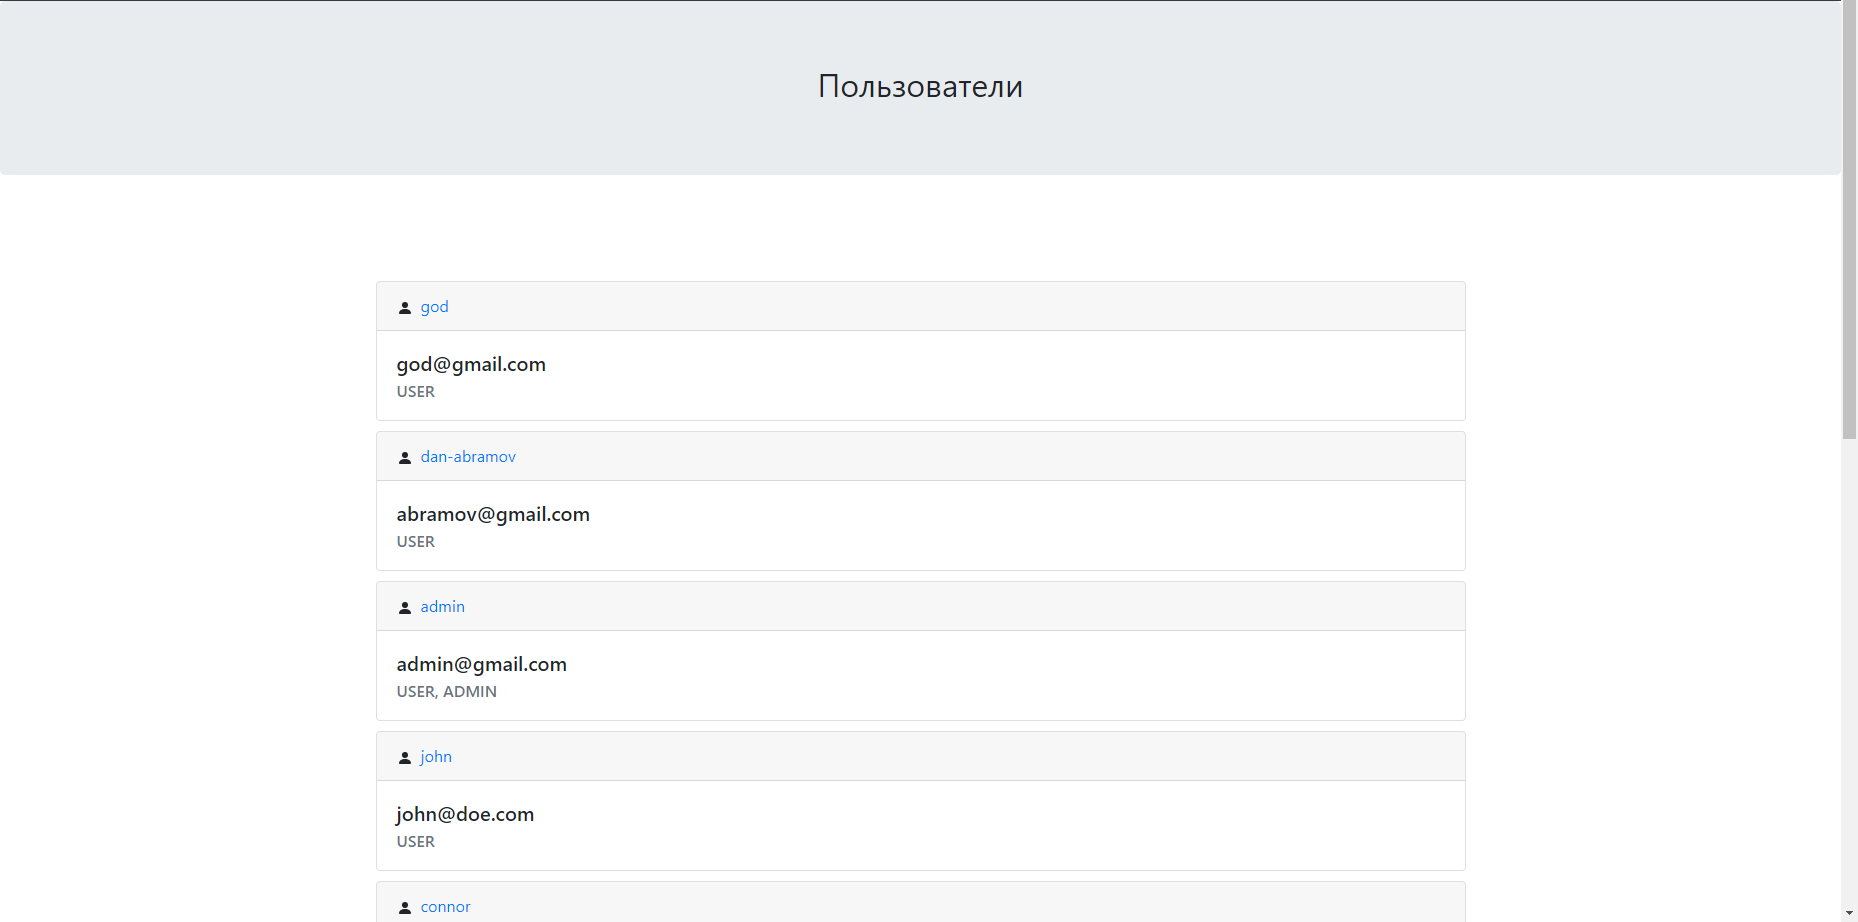 Пользователи
god
god@gmail.com
USER
dan-abramov
abramov@gmail.com
USER
admin
admin@gmail.com
USER, ADMIN
john
john@doe.com
USER
connor